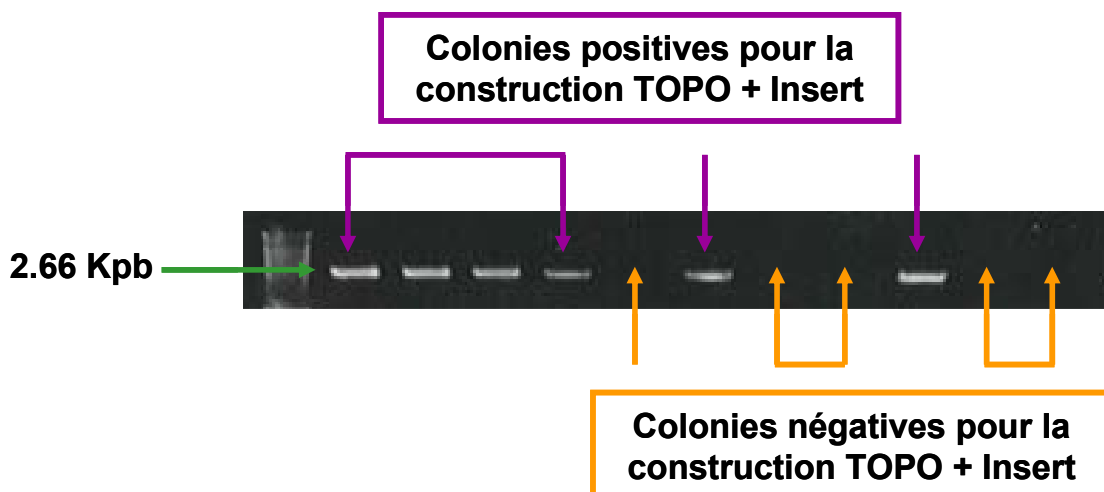 Colonies positives pour la
construction TOPO + Insert
2.66 Kpb
Colonies négatives pour la
construction TOPO + Insert